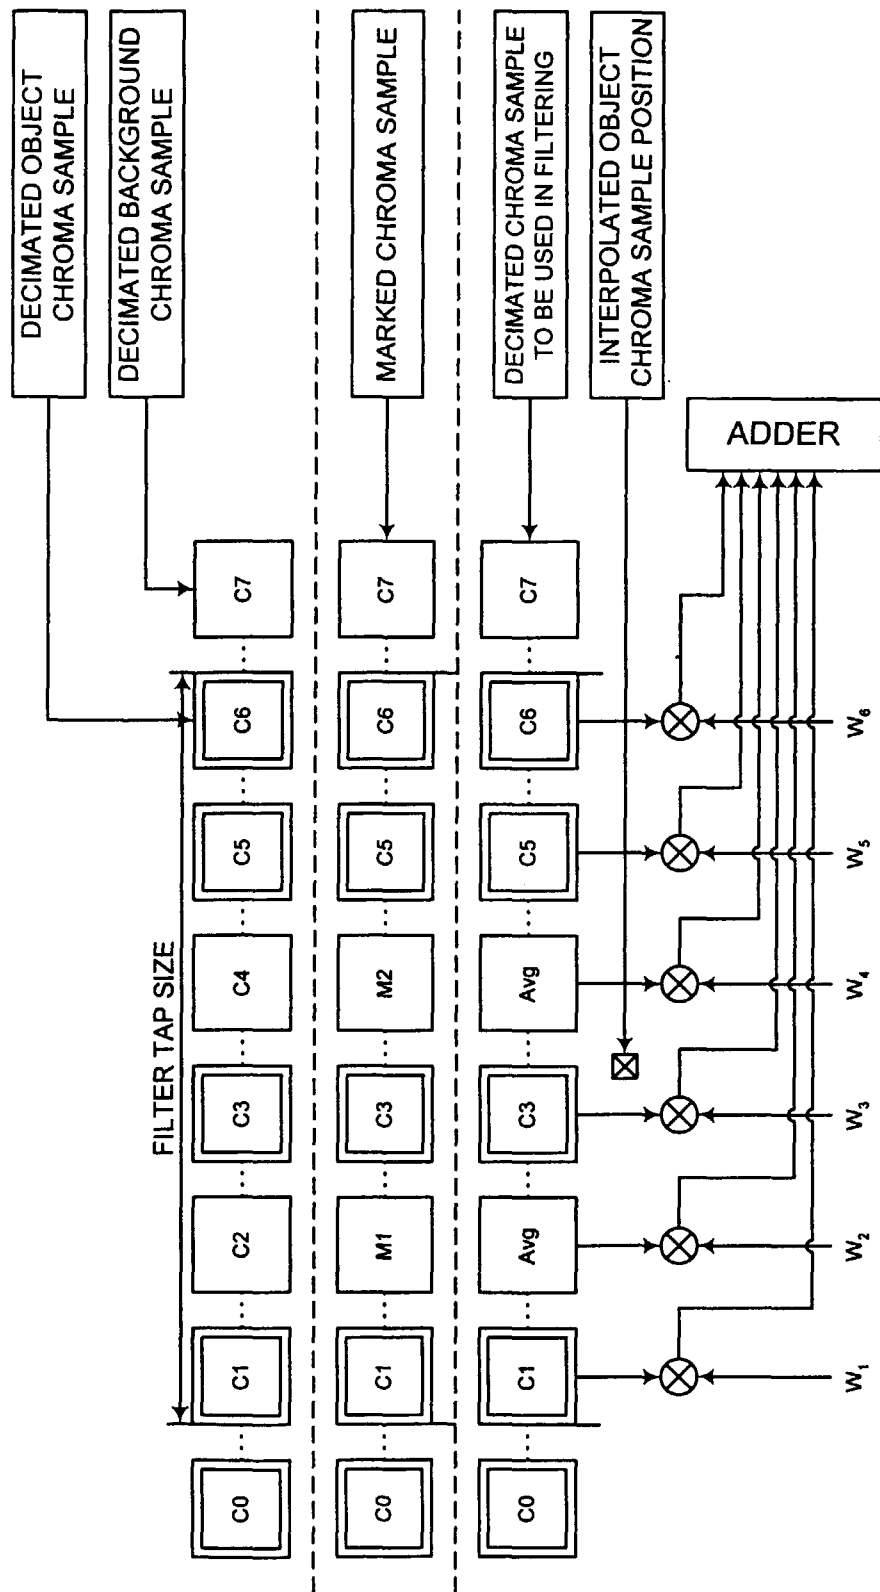 DECIMATED OBJECT
CHROMA SAMPLE
DECIMATED BACKGROUND
CHROMA SAMPLE
FILTER TAP SIZE
C0 C1 C2 C3 C4 C5 C6 C7
MARKED CHROMA SAMPLE
C0 C1 M1 C3 M2 C5 C6 C7
DECIMATED CHROMA SAMPLE
TO BE USED IN FILTERING
C0 C1 Avg C3 Avg C5 C6 C7
INTERPOLATED OBJECT
CHROMA SAMPLE POSITION
ADDER
W1 W2 W3 W4 W5 W6